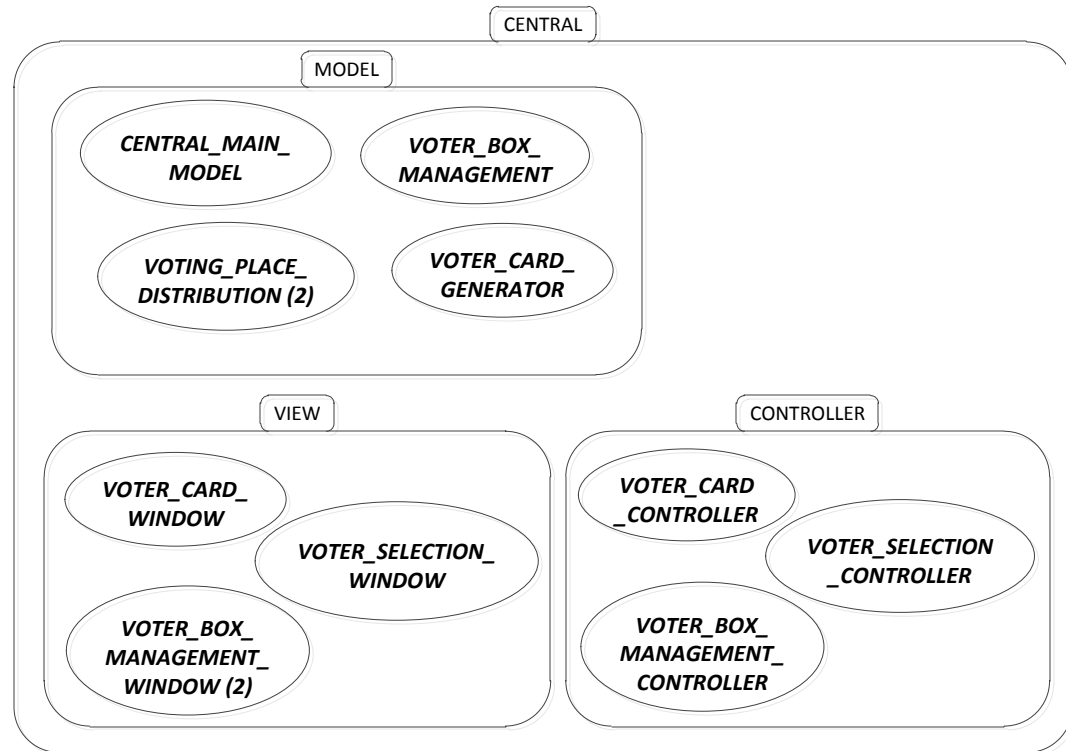 CENTRAL
MODEL
CENTRAL_MAIN_
MODEL
VOTER_BOX_
MANAGEMENT
VOTING_PLACE_
DISTRIBUTION (2)
VOTER_CARD_
GENERATOR
VIEW
VOTER_CARD_
WINDOW
VOTER_SELECTION_
WINDOW
VOTER_BOX_
MANAGEMENT_
WINDOW (2)
CONTROLLER
VOTER_CARD
_CONTROLLER
VOTER_SELECTION
_CONTROLLER
VOTER_BOX_
MANAGEMENT_
CONTROLLER